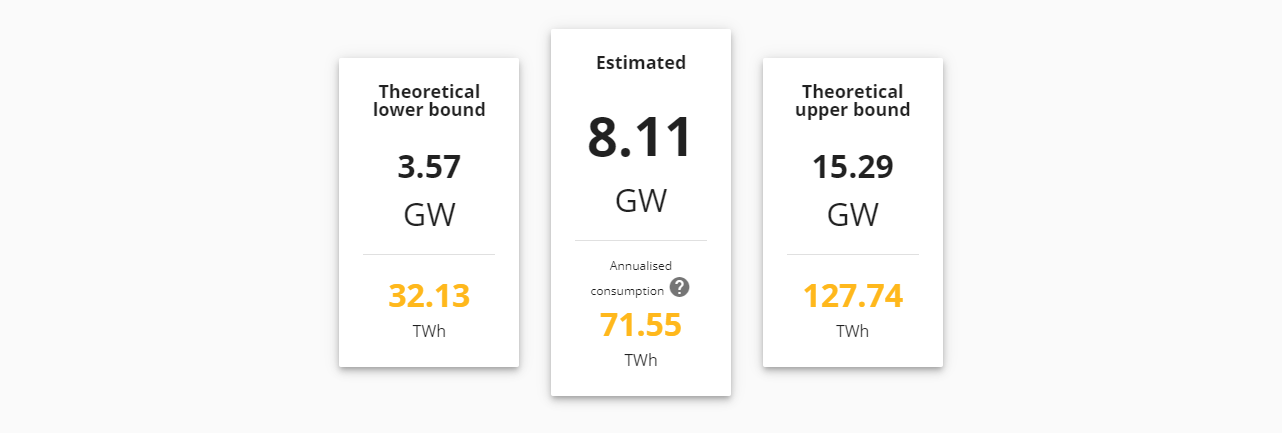 Theoretical
lower bound
3.57
GW
32.13
TWh
Estimated
8.11
GW
Annualised
consumption ?
71.55
TWh
Theoretical
upper bound
15.29
GW
127.74
TWh